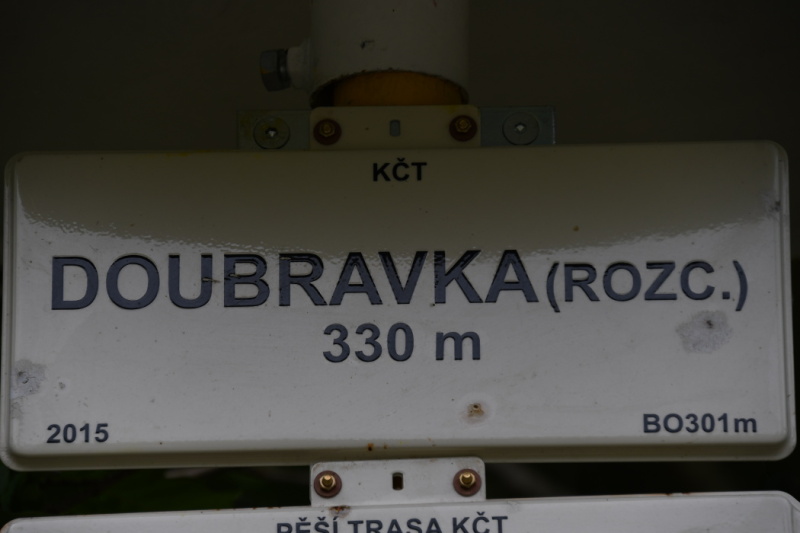 KČT
DOUBRAVKA (ROZC.)
330 m
2015
BO301m
PĚŠÍ TRASA KČT